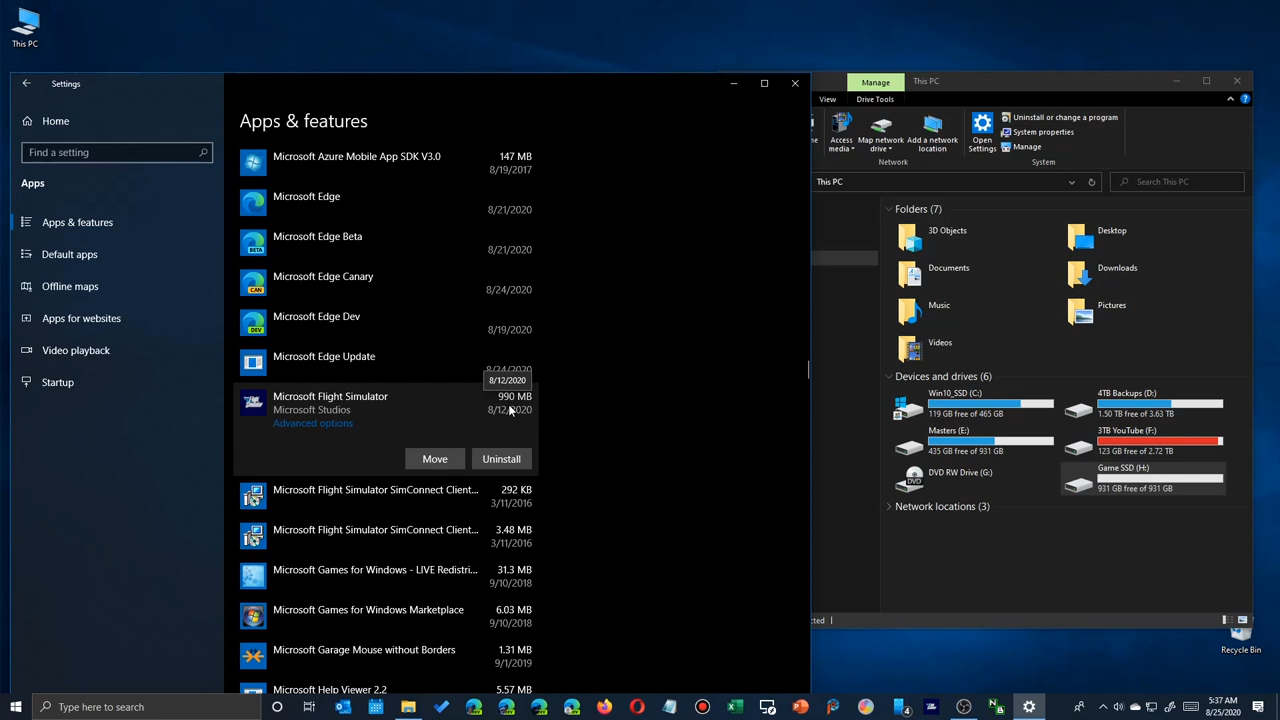 This PC
Settings
Home
Find a setting
Apps
Apps & features
Default apps
Offline maps
Apps for websites
Video playback
Startup
Apps & features
Microsoft Azure Mobile App SDK V3.0 147 MB
8/19/2017
Microsoft Edge
8/21/2020
Microsoft Edge Beta
8/21/2020
Microsoft Edge Canary
8/24/2020
Microsoft Edge Dev
8/19/2020
Microsoft Edge Update
8/24/2020
8/12/2020
Microsoft Flight Simulator 990 MB
Microsoft Studios 8/12/2020
Advanced options
Move Uninstall
Microsoft Flight Simulator SimConnect Client... 292 KB
3/11/2016
Microsoft Flight Simulator SimConnect Client... 3.48 MB
3/11/2016
Microsoft Games for Windows - LIVE Redistri... 31.3 MB
9/10/2018
Microsoft Games for Windows Marketplace 6.03 MB
9/10/2018
Microsoft Garage Mouse without Borders 1.31 MB
9/1/2019
Microsoft Help Viewer 2.2 5.57 MB
Manage This PC
View Drive Tools
Access media
Map network drive
Add a network location
Network
Open Settings
Uninstall or change a program
System properties
Manage
System
This PC
Search This PC
Folders (7)
3D Objects Desktop
Documents Downloads
Music Pictures
Videos
Devices and drives (6)
Win10_SSD (C:)
119 GB free of 465 GB
4TB Backups (D:)
1.50 TB free of 3.63 TB
Masters (E:)
435 GB free of 931 GB
3TB YouTube (F:)
123 GB free of 2.72 TB
DVD RW Drive (G:)
DVD
Game SSD (H:)
931 GB free of 931 GB
Network locations (3)
cted
Recycle Bin
Type here to search
5:37 AM
8/25/2020